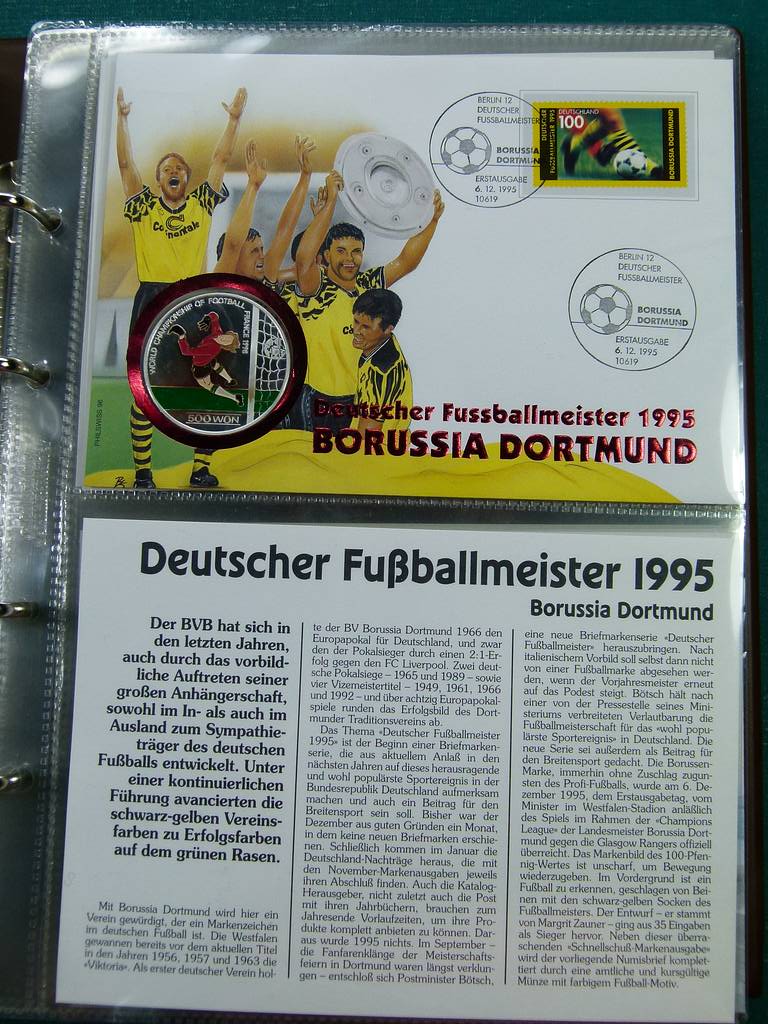 BERLIN 12
DEUTSCHER
FUSSBALLMEISTER
BORUSSIA
DORTMUN
ERSTAUSGABE
6. 12. 1995
10619
DEUTSCHER
FUSSBALLMEISTER 1995
DEUTSCHLAND
100
BORUSSIA DORTMUND
BERLIN 12
DEUTSCHER
FUSSBALLMEISTER
BORUSSIA
DORTMUND
ERSTAUSGABE
6. 12. 1995
10619
Continentale
WORLD CHAMPIONSHIP OF FOOTBALL
FRANCE 1998
500 WON
PHILSWISS 96
Deutscher Fussballmeister 1995
BORUSSIA DORTMUND
Deutscher Fußballmeister 1995
Borussia Dortmund
Der BVB hat sich in
den letzten Jahren,
auch durch das vorbild-
liche Auftreten seiner
großen Anhängerschaft,
sowohl im In- als auch im
Ausland zum Sympathie-
träger des deutschen
Fußballs entwickelt. Unter
einer kontinuierlichen
Führung avancierten die
schwarz-gelben Vereins-
farben zu Erfolgsfarben
auf dem grünen Rasen.
Mit Borussia Dortmund wird hier ein
Verein gewürdigt, der ein Markenzeichen
im deutschen Fußball ist. Die Westfalen
gewannen bereits vor dem aktuellen Titel
in den Jahren 1956, 1957 und 1963 die
«Viktoria». Als erster deutscher Verein hol-
te der BV Borussia Dortmund 1966 den
Europapokal für Deutschland, und zwar
den der Pokalsieger durch einen 2:1-Er-
folg gegen den FC Liverpool. Zwei deut-
sche Pokalsiege – 1965 und 1989 – sowie
vier Vizemeistertitel – 1949, 1961, 1966
und 1992 – und über achtzig Europapokal-
spiele runden das Erfolgsbild des Dort-
munder Traditionsvereins ab.
Das Thema «Deutscher Fußballmeister
1995» ist der Beginn einer Briefmarken-
serie, die aus aktuellem Anlaß in den
nächsten Jahren auf dieses herausragende
und wohl populärste Sportereignis in der
Bundesrepublik Deutschland aufmerksam
machen und auch ein Beitrag für den
Breitensport sein soll. Bisher war der
Dezember aus guten Gründen ein Monat,
in dem keine neuen Briefmarken erschie-
nen. Schließlich kommen im Januar die
Deutschland-Nachträge heraus, die mit
den November-Markenausgaben jeweils
ihren Abschluß finden. Auch die Katalog-
Herausgeber, nicht zuletzt auch die Post
mit ihren Jahrbüchern, brauchen zum
Jahresende Vorlaufzeiten, um ihre Pro-
dukte komplett anbieten zu können. Dar-
aus wurde 1995 nichts. Im September –
die Fanfarenklänge der Meisterschafts-
feiern in Dortmund waren längst verklun-
gen – entschloß sich Postminister Bötsch,
eine neue Briefmarkenserie «Deutscher
Fußballmeister» herauszubringen. Nach
italienischem Vorbild soll selbst dann nicht
von einer Fußballmarke abgesehen wer-
den, wenn der Vorjahresmeister erneut
auf das Podest steigt. Bötsch hält nach
einer von der Pressestelle seines Mini-
steriums verbreiteten Verlautbarung die
Fußballmeisterschaft für das «wohl popu-
lärste Sportereignis» in Deutschland. Die
neue Serie sei außerdem als Beitrag für
den Breitensport gedacht. Die Borussen-
Marke, immerhin ohne Zuschlag zugun-
sten des Profi-Fußballs, wurde am 6. De-
zember 1995, dem Erstausgabetag, vom
Minister im Westfalen-Stadion anläßlich
des Spiels im Rahmen der «Champions
League» der Landesmeister Borussia Dort-
mund gegen die Glasgow Rangers offiziell
überreicht. Das Markenbild des 100-Pfen-
nig-Wertes ist unscharf, um Bewegung
wiederzugeben. Im Vordergrund ist ein
Fußball zu erkennen, geschlagen von Bei-
nen mit den schwarz-gelben Socken des
Fußballmeisters. Der Entwurf – er stammt
von Margrit Zauner – ging aus 35 Eingaben
als Sieger hervor. Neben dieser überra-
schenden «Schnellschuß-Markenausgabe»
wird der vorliegende Numisbrief komplet-
tiert durch eine amtliche und kursgültige
Münze mit farbigem Fußball-Motiv.